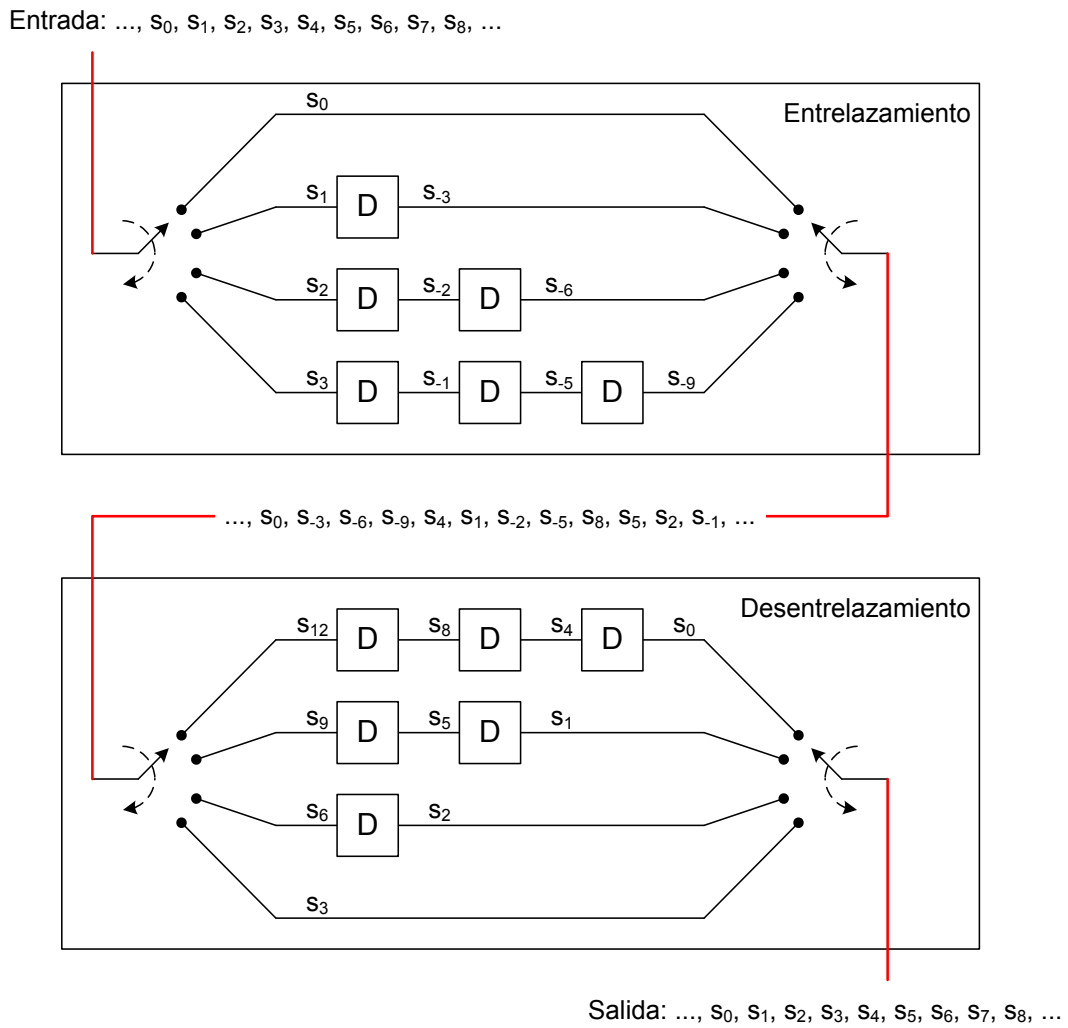 Entrada: ..., s₀, s₁, s₂, s₃, s₄, s₅, s₆, s₇, s₈, ...
s₀
Entrelazamiento
s₁ D s₋₃
s₂ D s₋₂ D s₋₆
s₃ D s₋₁ D s₋₅ D s₋₉
..., s₀, s₋₃, s₋₆, s₋₉, s₄, s₁, s₋₂, s₋₅, s₈, s₅, s₂, s₋₁, ...
Desentrelazamiento
s₁₂ D s₈ D s₄ D s₀
s₉ D s₅ D s₁
s₆ D s₂
s₃
Salida: ..., s₀, s₁, s₂, s₃, s₄, s₅, s₆, s₇, s₈, ...